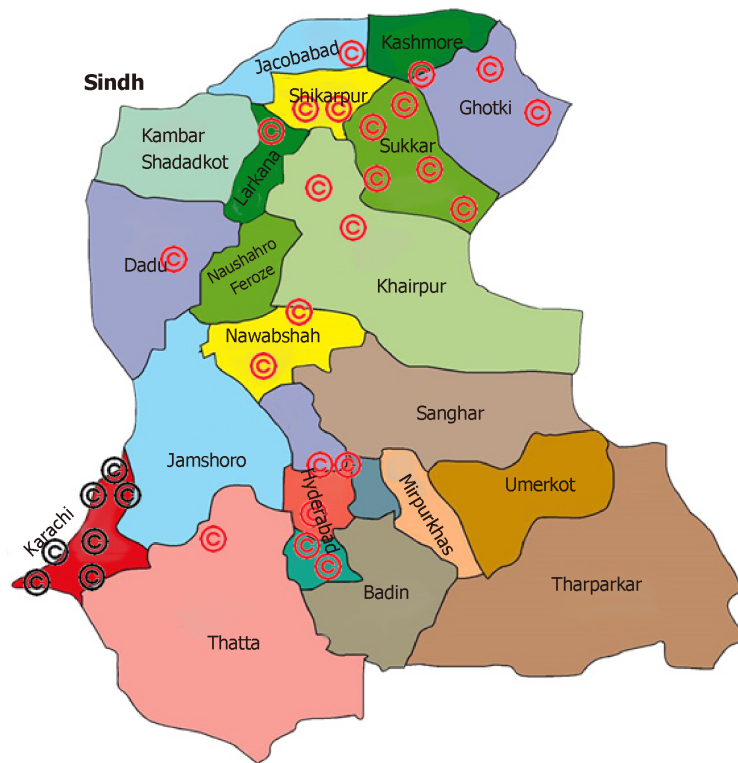 Sindh
Jacobabad
Kashmore
Shikarpur
Ghotki
Kambar
Shadadkot
Larkana
Sukkar
Dadu
Naushahro
Feroze
Khairpur
Nawabshah
Sanghar
Jamshoro
Hyderabad
Mirpurkhas
Umerkot
Karachi
Badin
Tharparkar
Thatta
© © © © © © © © © © © © © © © © © © © © © © © © © © © © © ©